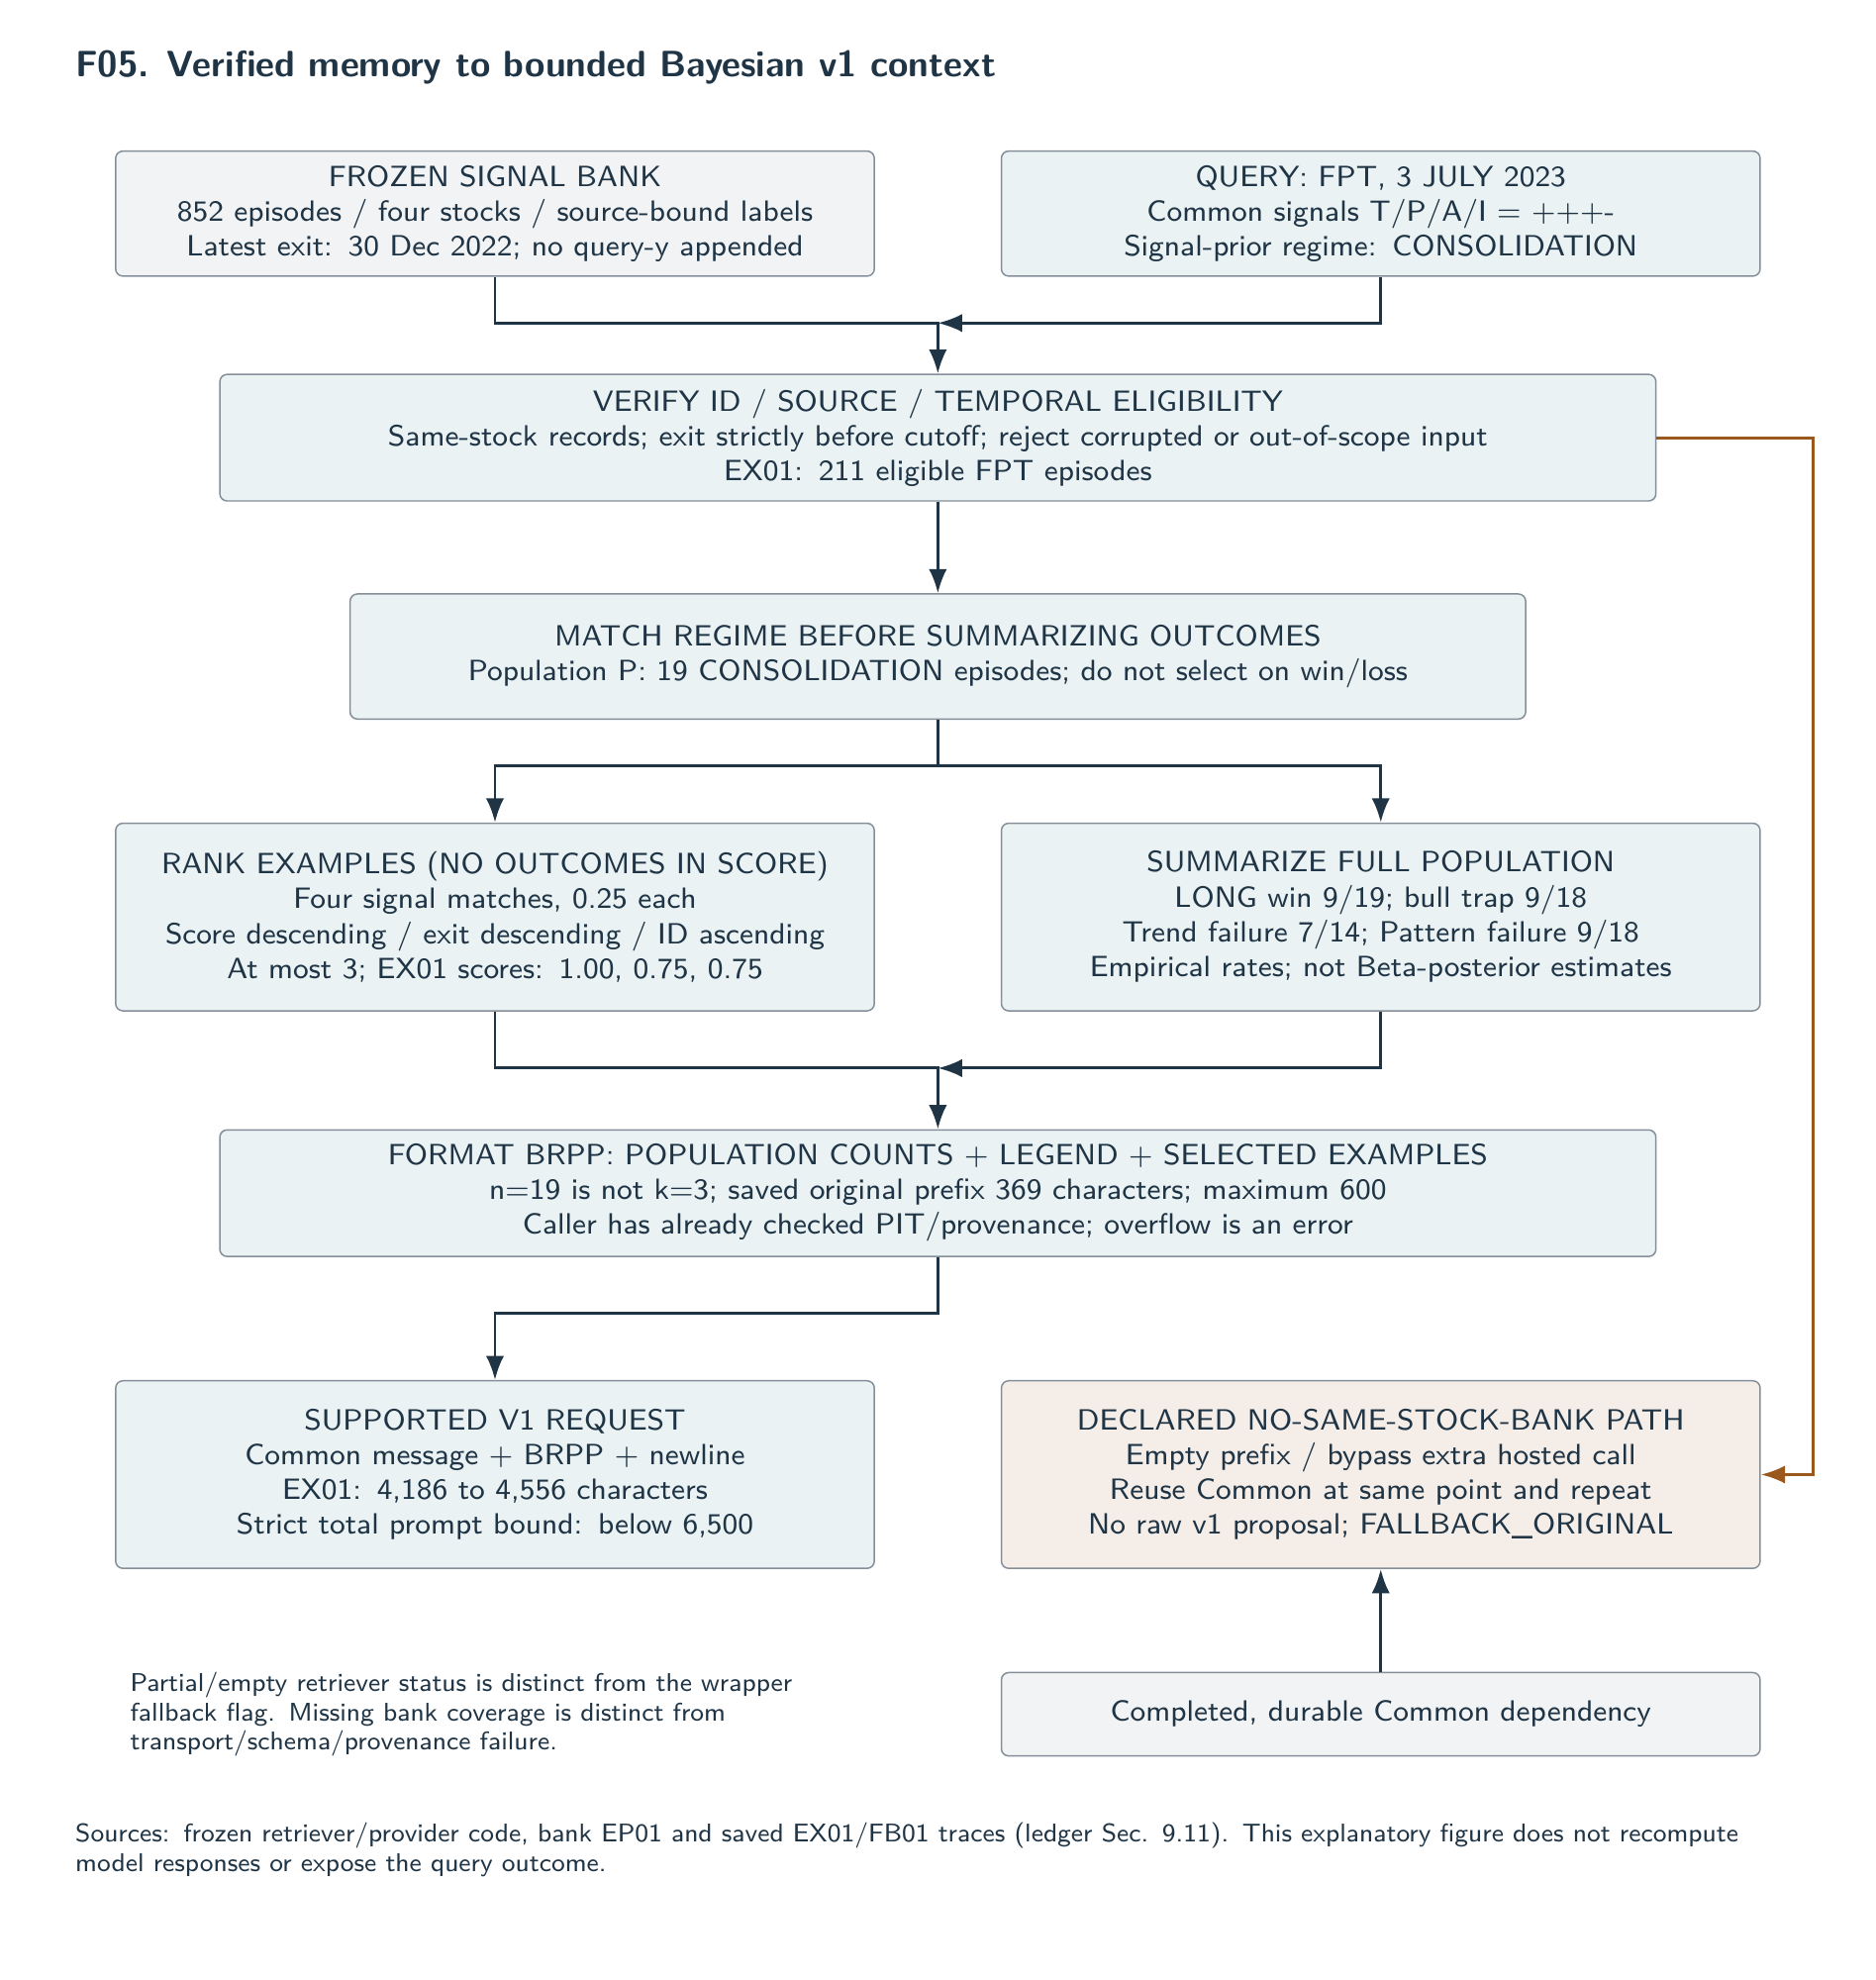 F05. Verified memory to bounded Bayesian v1 context
FROZEN SIGNAL BANK
852 episodes / four stocks / source-bound labels
Latest exit: 30 Dec 2022; no query-y appended
QUERY: FPT, 3 JULY 2023
Common signals T/P/A/I = +++-
Signal-prior regime: CONSOLIDATION
VERIFY ID / SOURCE / TEMPORAL ELIGIBILITY
Same-stock records; exit strictly before cutoff; reject corrupted or out-of-scope input
EX01: 211 eligible FPT episodes
MATCH REGIME BEFORE SUMMARIZING OUTCOMES
Population P: 19 CONSOLIDATION episodes; do not select on win/loss
RANK EXAMPLES (NO OUTCOMES IN SCORE)
Four signal matches, 0.25 each
Score descending / exit descending / ID ascending
At most 3; EX01 scores: 1.00, 0.75, 0.75
SUMMARIZE FULL POPULATION
LONG win 9/19; bull trap 9/18
Trend failure 7/14; Pattern failure 9/18
Empirical rates; not Beta-posterior estimates
FORMAT BRPP: POPULATION COUNTS + LEGEND + SELECTED EXAMPLES
n=19 is not k=3; saved original prefix 369 characters; maximum 600
Caller has already checked PIT/provenance; overflow is an error
SUPPORTED V1 REQUEST
Common message + BRPP + newline
EX01: 4,186 to 4,556 characters
Strict total prompt bound: below 6,500
DECLARED NO-SAME-STOCK-BANK PATH
Empty prefix / bypass extra hosted call
Reuse Common at same point and repeat
No raw v1 proposal; FALLBACK_ORIGINAL
Partial/empty retriever status is distinct from the wrapper
fallback flag. Missing bank coverage is distinct from
transport/schema/provenance failure.
Completed, durable Common dependency
Sources: frozen retriever/provider code, bank EP01 and saved EX01/FB01 traces (ledger Sec. 9.11). This explanatory figure does not recompute
model responses or expose the query outcome.